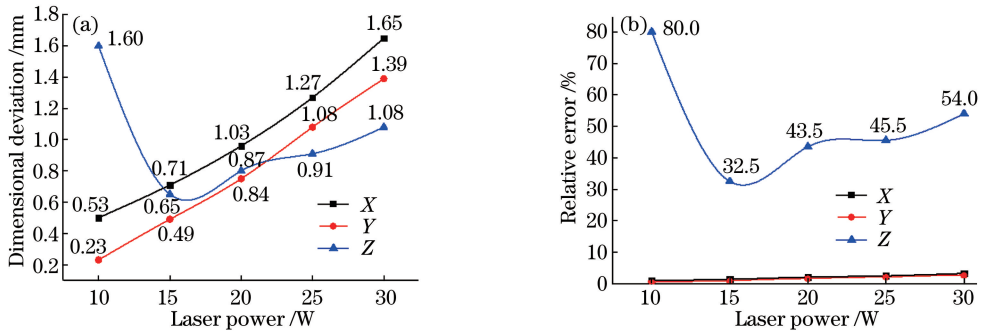 (a)
Dimensional deviation /mm
1.8
1.6
1.4
1.2
1.0
0.8
0.6
0.4
0.2
1.60
0.53
0.23
0.71
0.65
0.49
1.03
0.87
0.84
1.27
1.08
0.91
1.65
1.39
1.08
X
Y
Z
10 15 20 25 30
Laser power /W
(b)
Relative error /%
80
70
60
50
40
30
20
10
0
80.0
32.5
43.5
45.5
54.0
X
Y
Z
10 15 20 25 30
Laser power /W